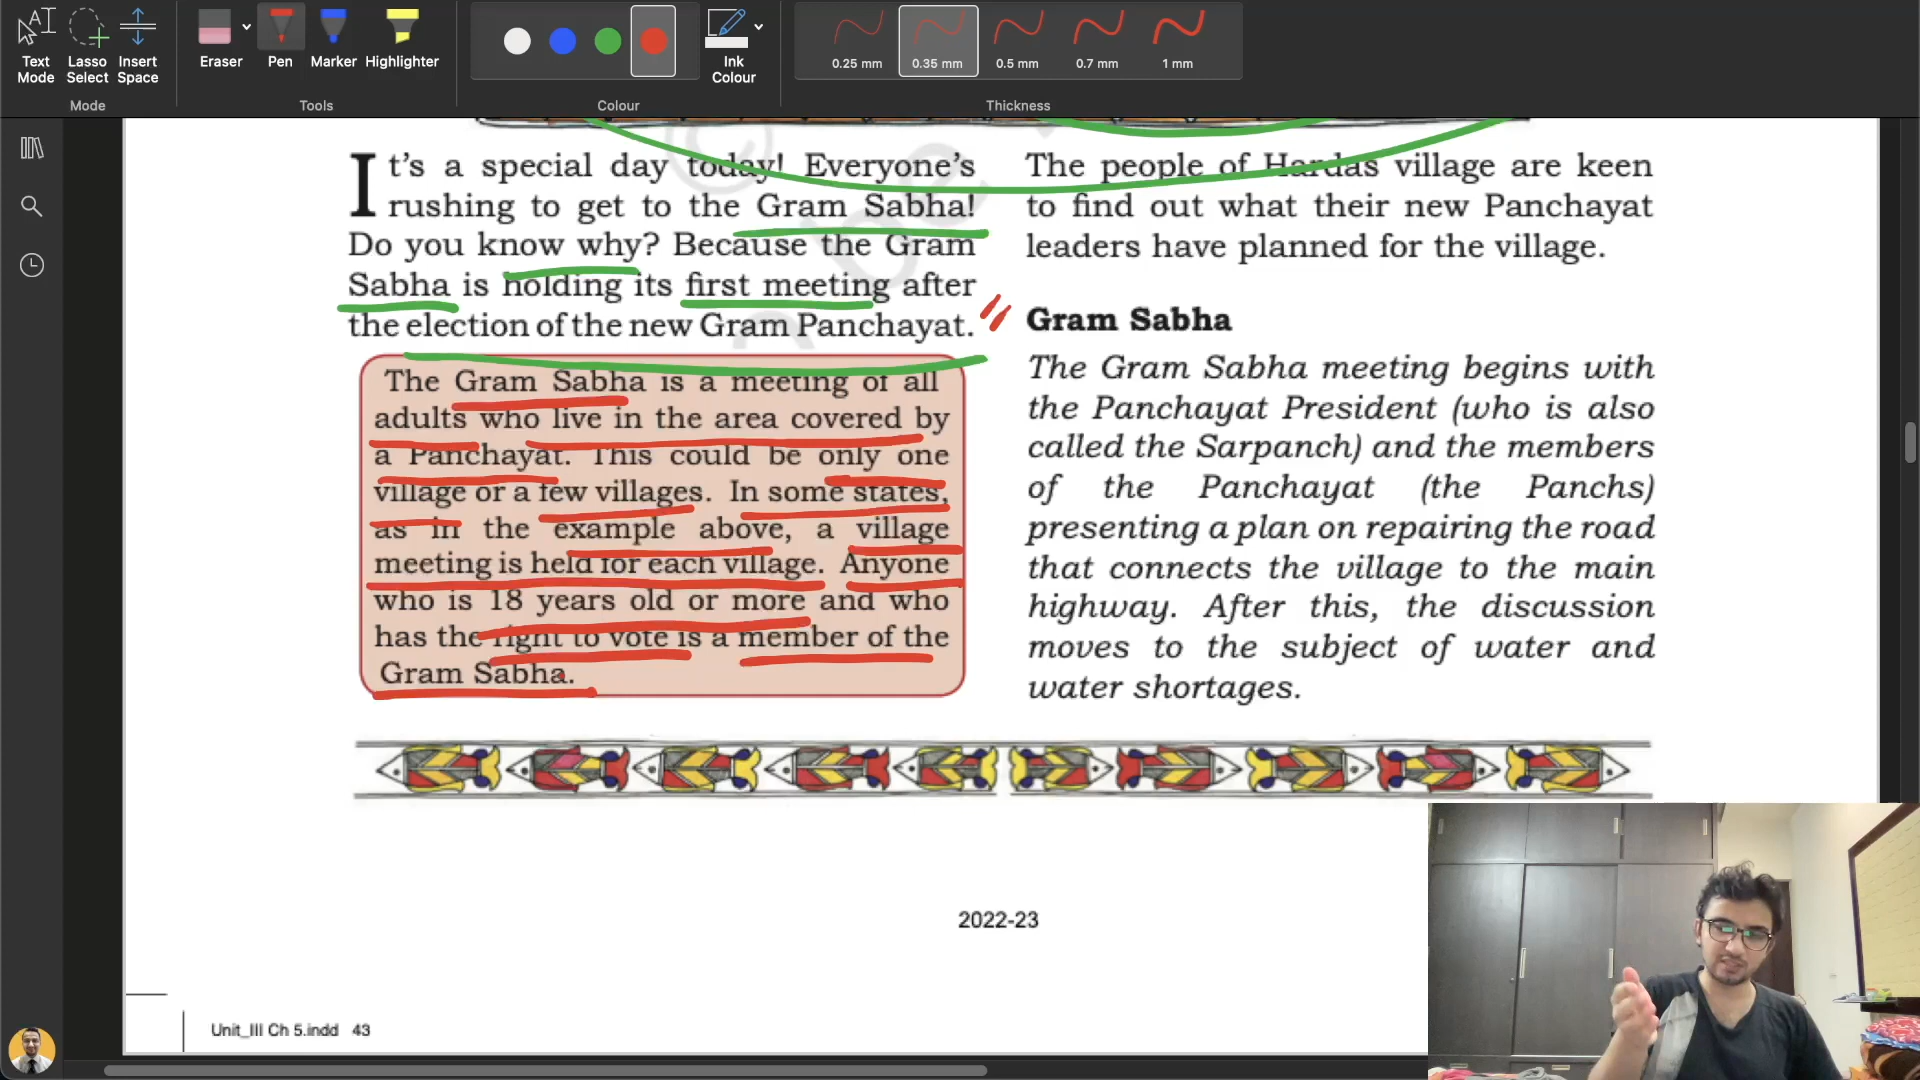 Text Mode
Lasso Select
Insert Space
Mode
Eraser
Pen
Marker
Highlighter
Tools
Colour
Ink Colour
0.25 mm
0.35 mm
0.5 mm
0.7 mm
1 mm
Thickness
It's a special day today! Everyone's
rushing to get to the Gram Sabha!
Do you know why? Because the Gram
Sabha is holding its first meeting after
the election of the new Gram Panchayat.
The Gram Sabha is a meeting of all
adults who live in the area covered by
a Panchayat. This could be only one
village or a few villages. In some states,
as in the example above, a village
meeting is held for each village. Anyone
who is 18 years old or more and who
has the right to vote is a member of the
Gram Sabha.
The people of Hardas village are keen
to find out what their new Panchayat
leaders have planned for the village.
Gram Sabha
The Gram Sabha meeting begins with
the Panchayat President (who is also
called the Sarpanch) and the members
of the Panchayat (the Panchs)
presenting a plan on repairing the road
that connects the village to the main
highway. After this, the discussion
moves to the subject of water and
water shortages.
2022-23
Unit_III Ch 5.indd 43